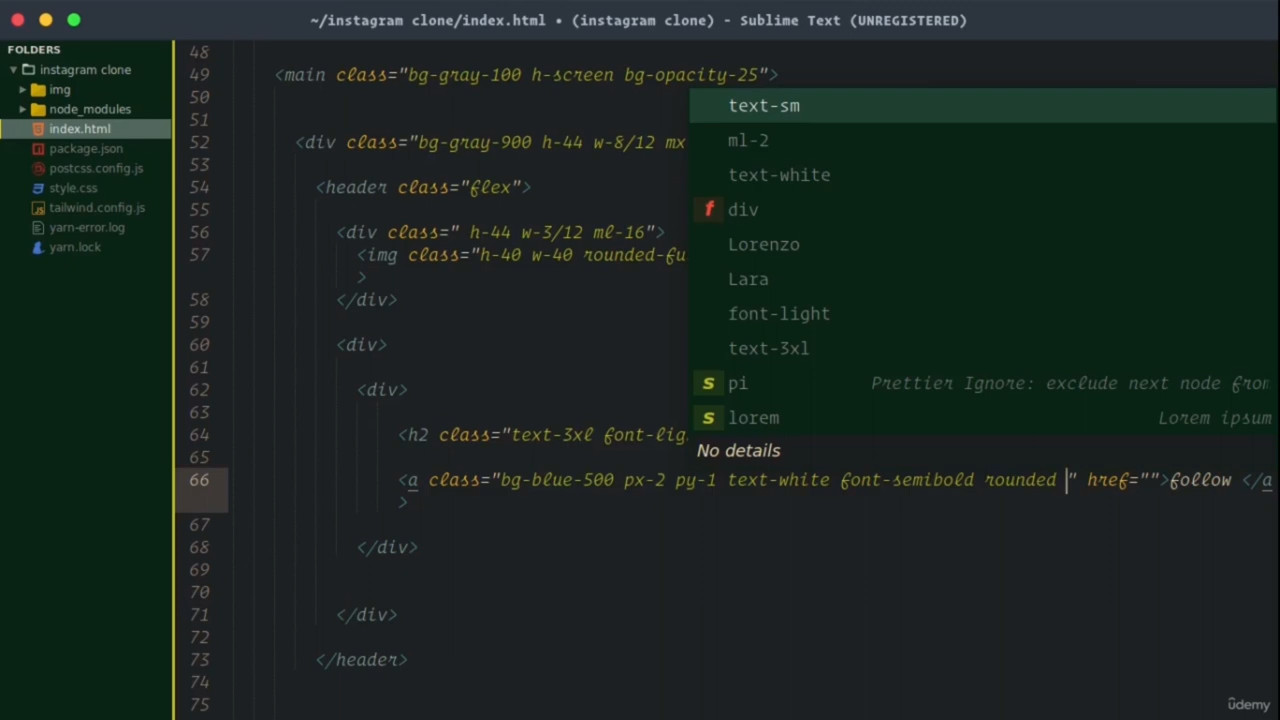 ~/instagram clone/index.html • (instagram clone) - Sublime Text (UNREGISTERED)
FOLDERS
instagram clone
img
node_modules
index.html
package.json
postcss.config.js
style.css
tailwind.config.js
yarn-error.log
yarn.lock
48
49 <main class="bg-gray-100 h-screen bg-opacity-25">
50
51
52 <div class="bg-gray-900 h-44 w-8/12 mx
53
54 <header class="flex">
55
56 <div class=" h-44 w-3/12 ml-16">
57 <img class="h-40 w-40 rounded-fu
>
58 </div>
59
60 <div>
61
62 <div>
63
64 <h2 class="text-3xl font-lig
65
66 <a class="bg-blue-500 px-2 py-1 text-white font-semibold rounded " href="">follow </a
>
67
68 </div>
69
70
71 </div>
72
73 </header>
74
75
text-sm
ml-2
text-white
f div
Lorenzo
Lara
font-light
text-3xl
s pi Prettier Ignore: exclude next node from
s lorem Lorem ipsum
No details
ûdemy